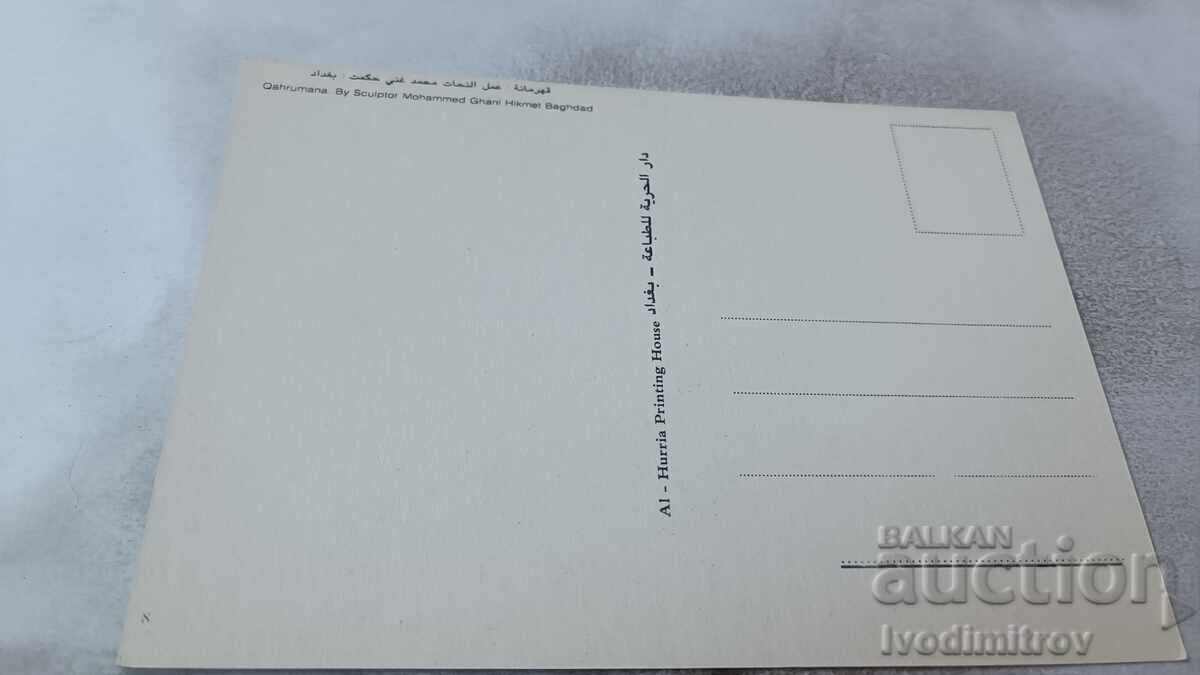 قهرمانة : عمل النحات محمد غني حكمت : بغداد
Qahrumana. By Sculptor Mohammed Ghani Hikmet Baghdad
Al - Hurria Printing House دار الحرية للطباعة – بغداد
BALKAN
auction
Ivodimitrov